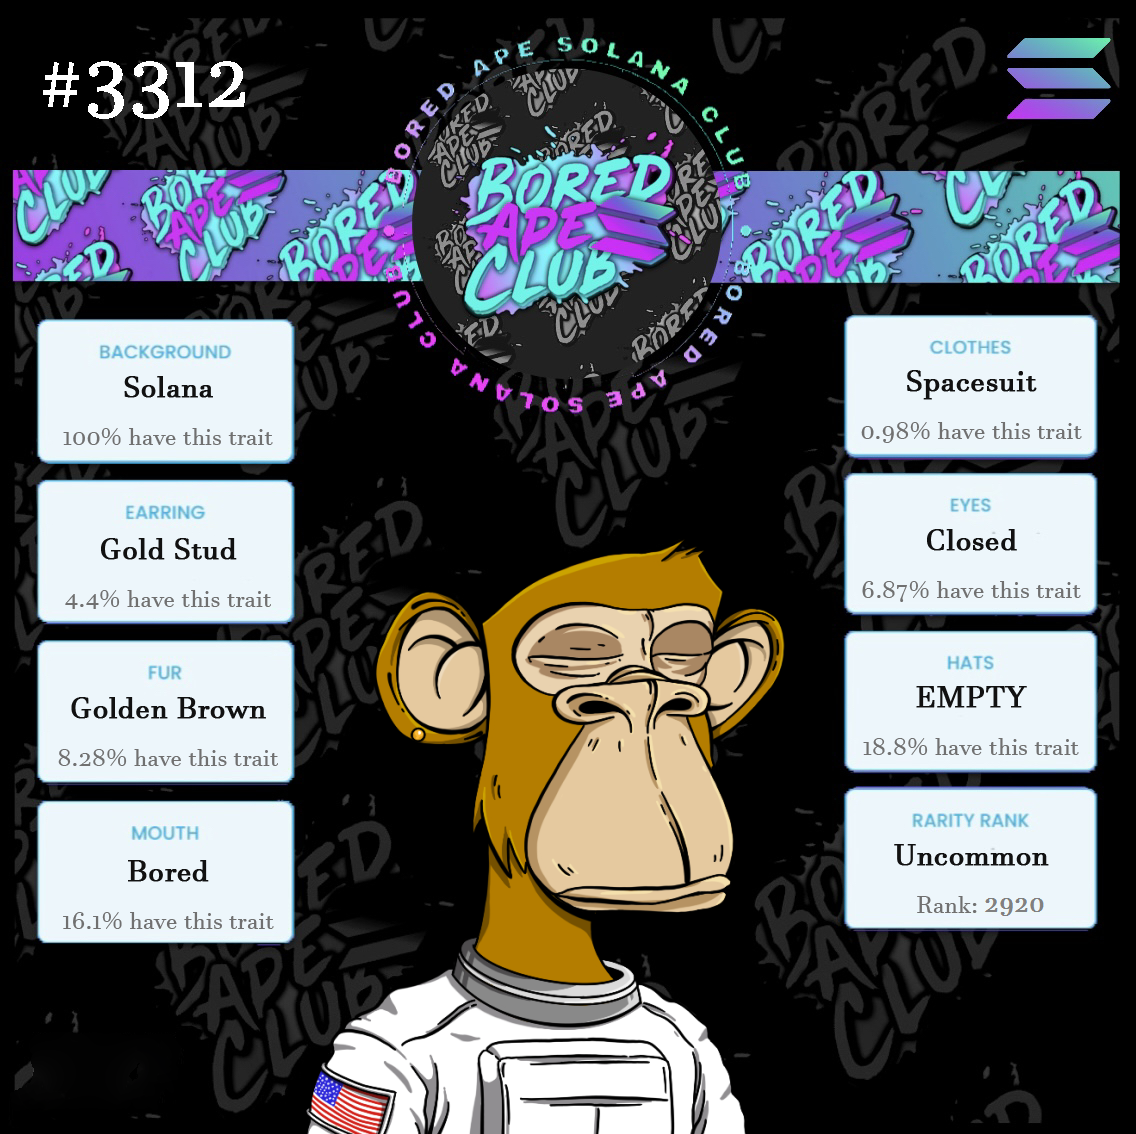 #3312
BORED APE SOLANA CLUB
BORED APE SOLANA CLUB
BORED
APE
CLUB
BACKGROUND
Solana
100% have this trait
EARRING
Gold Stud
4.4% have this trait
FUR
Golden Brown
8.28% have this trait
MOUTH
Bored
16.1% have this trait
CLOTHES
Spacesuit
0.98% have this trait
EYES
Closed
6.87% have this trait
HATS
EMPTY
18.8% have this trait
RARITY RANK
Uncommon
Rank: 2920